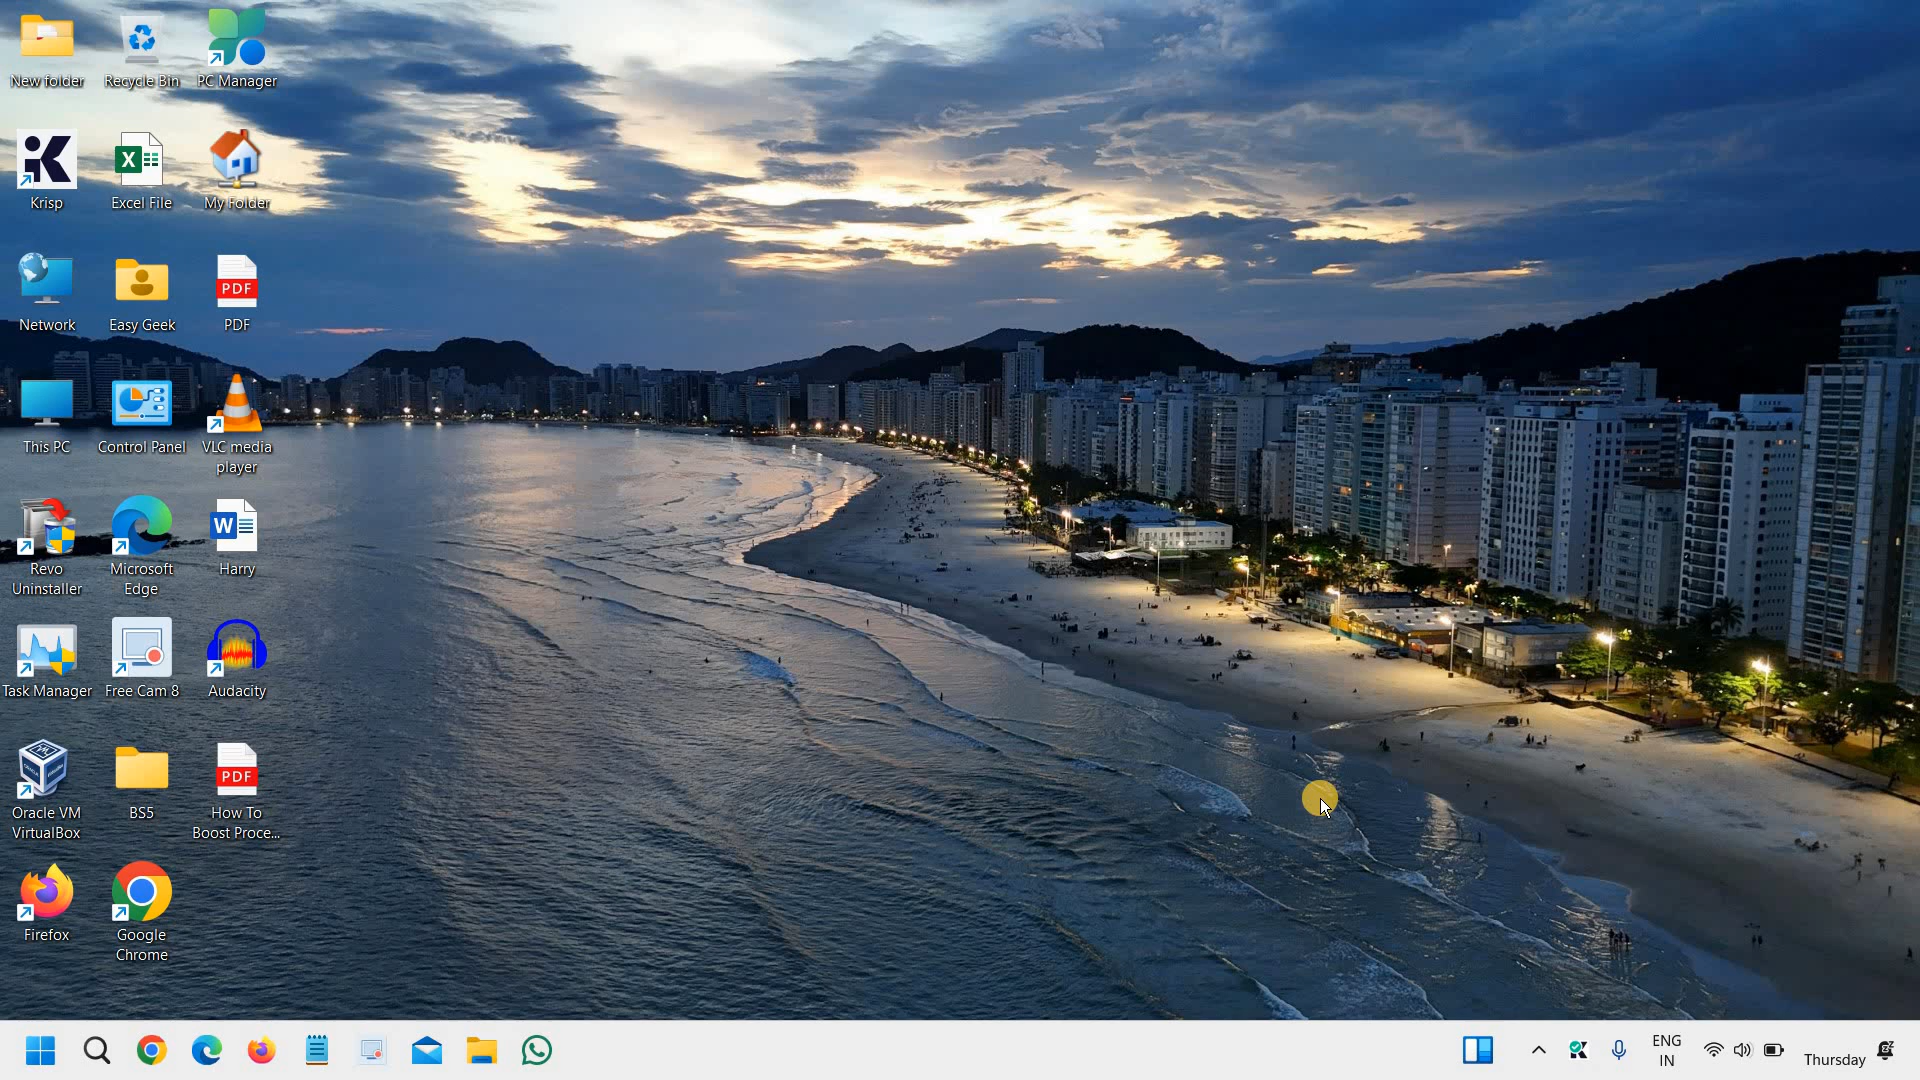 New folder
Recycle Bin
PC Manager
Krisp
Excel File
My Folder
Network
Easy Geek
PDF
PDF
This PC
Control Panel
VLC media
player
Revo
Uninstaller
Microsoft
Edge
Harry
Task Manager
Free Cam 8
Audacity
Oracle VM
VirtualBox
BS5
PDF
How To
Boost Proce...
Firefox
Google
Chrome
ENG
IN
Thursday